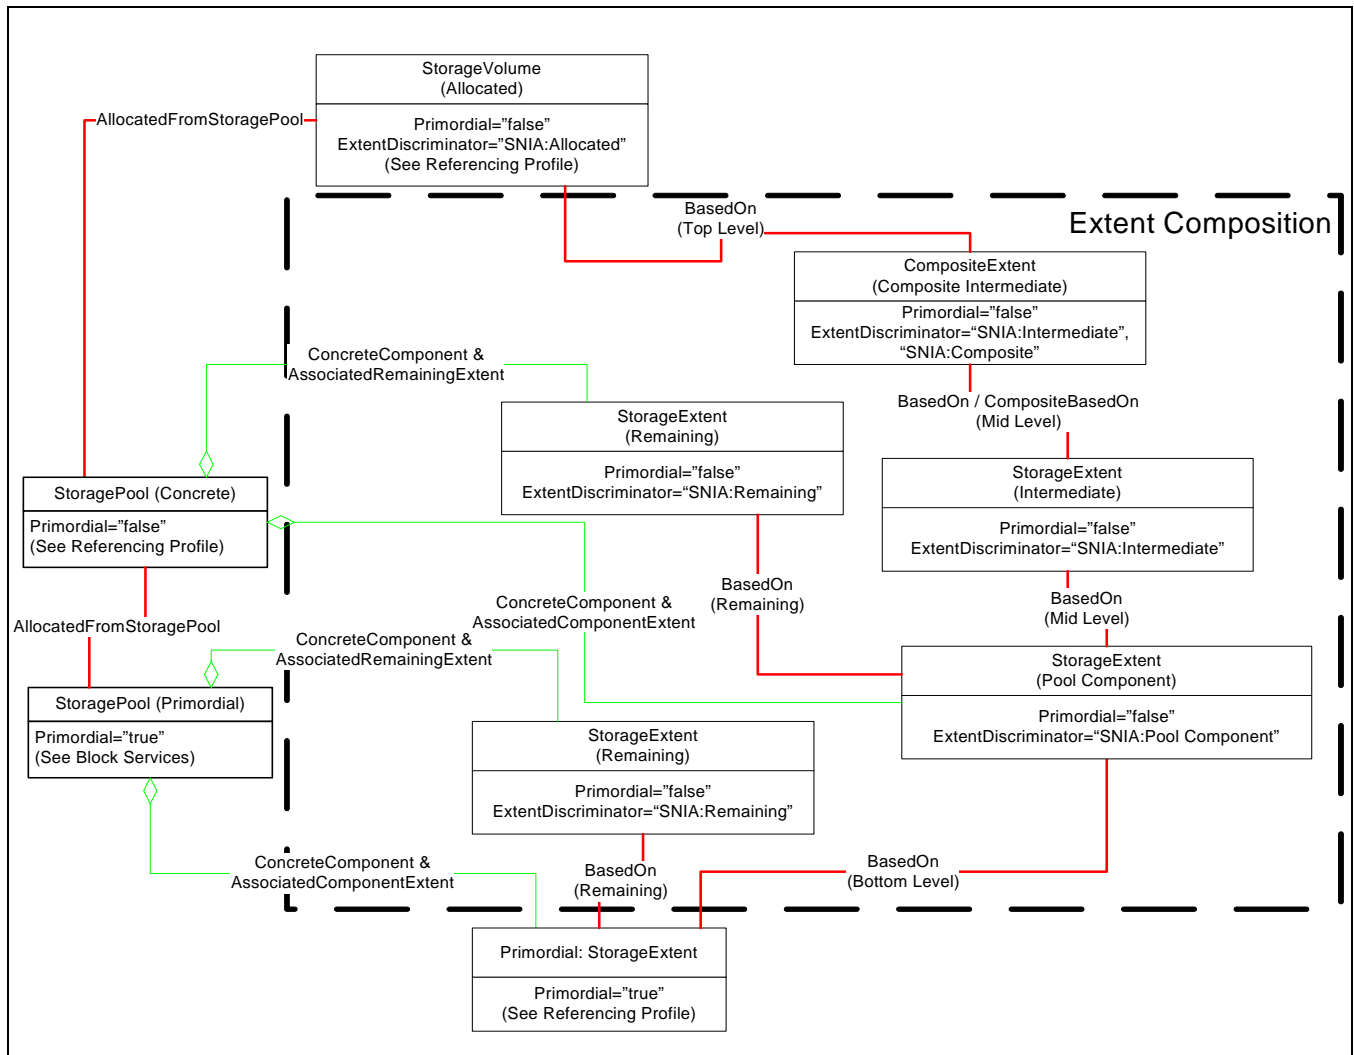 StorageVolume
(Allocated)
AllocatedFromStoragePool
Primordial=”false”
ExtentDiscriminator=”SNIA:Allocated”
(See Referencing Profile)
BasedOn
(Top Level)
Extent Composition
CompositeExtent
(Composite Intermediate)
Primordial=”false”
ExtentDiscriminator=“SNIA:Intermediate”,
“SNIA:Composite”
ConcreteComponent &
AssociatedRemainingExtent
BasedOn / CompositeBasedOn
(Mid Level)
StorageExtent
(Remaining)
Primordial=”false”
ExtentDiscriminator=“SNIA:Remaining”
StorageExtent
(Intermediate)
Primordial=”false”
ExtentDiscriminator=“SNIA:Intermediate”
StoragePool (Concrete)
Primordial=”false”
(See Referencing Profile)
BasedOn
(Remaining)
BasedOn
(Mid Level)
ConcreteComponent &
AssociatedComponentExtent
AllocatedFromStoragePool
ConcreteComponent &
AssociatedRemainingExtent
StorageExtent
(Pool Component)
Primordial=”false”
ExtentDiscriminator=“SNIA:Pool Component”
StoragePool (Primordial)
Primordial=”true”
(See Block Services)
StorageExtent
(Remaining)
Primordial=”false”
ExtentDiscriminator=“SNIA:Remaining”
ConcreteComponent &
AssociatedComponentExtent
BasedOn
(Remaining)
BasedOn
(Bottom Level)
Primordial: StorageExtent
Primordial=”true”
(See Referencing Profile)